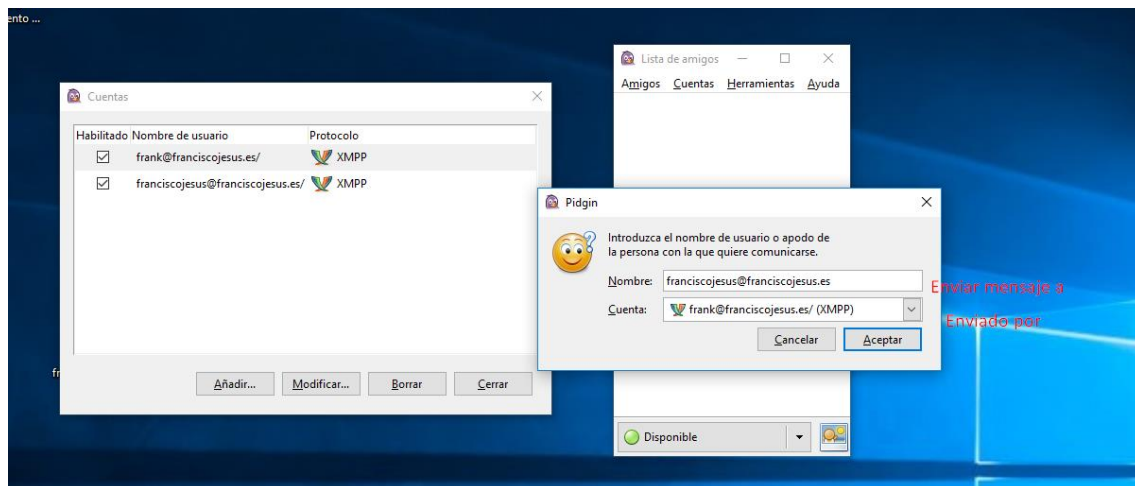 ento ...
Cuentas
Habilitado Nombre de usuario Protocolo
frank@franciscojesus.es/ XMPP
franciscojesus@franciscojesus.es/ XMPP
Añadir... Modificar... Borrar Cerrar
Lista de amigos
Amigos Cuentas Herramientas Ayuda
Pidgin
Introduzca el nombre de usuario o apodo de
la persona con la que quiere comunicarse.
Nombre: franciscojesus@franciscojesus.es
Enviar mensaje a
Cuenta: frank@franciscojesus.es/ (XMPP)
Enviado por
Cancelar Aceptar
Disponible
fr